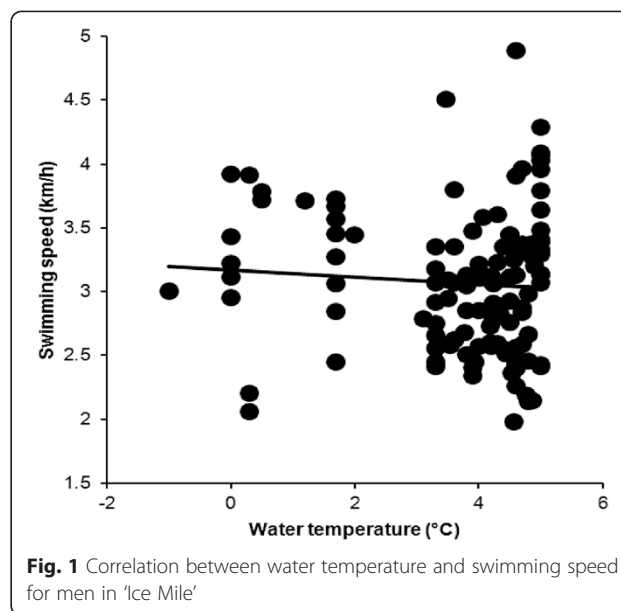 5
4.5
4
3.5
3
2.5
2
1.5
Swimming speed (km/h)
-2 0 2 4 6
Water temperature (°C)
Fig. 1 Correlation between water temperature and swimming speed
for men in ‘Ice Mile’